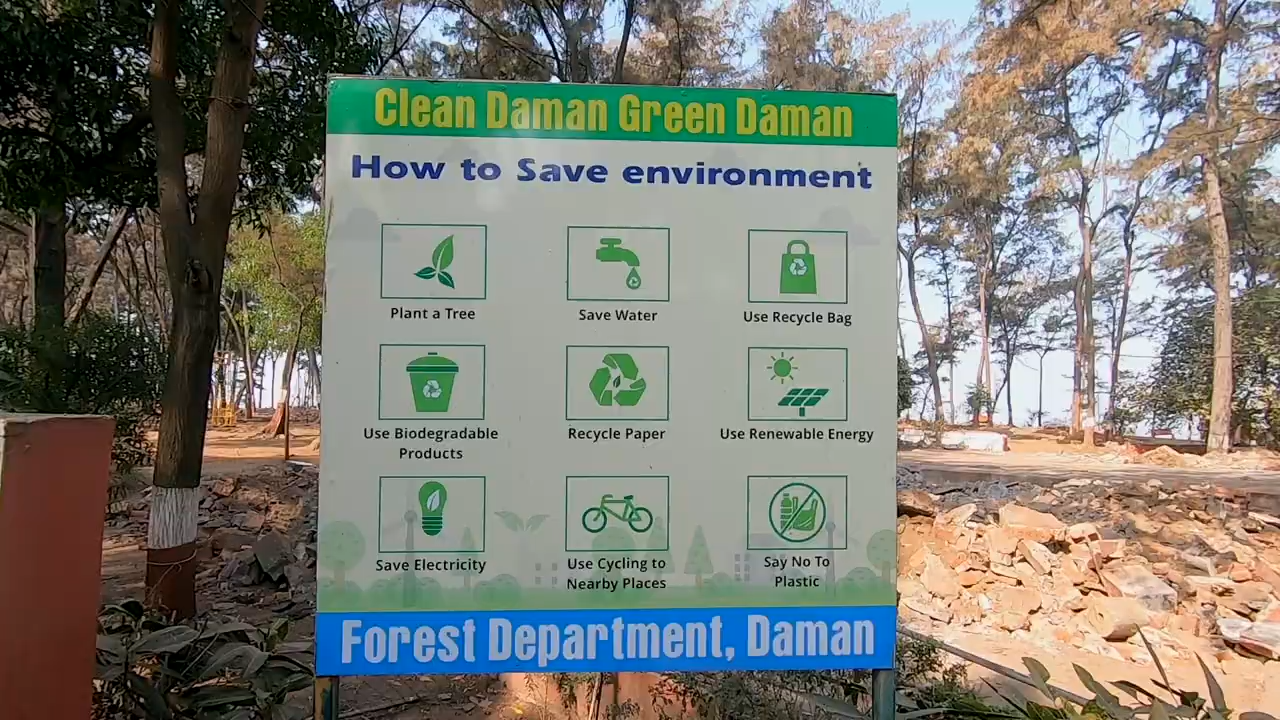 Clean Daman Green Daman
How to Save environment
Plant a Tree
Save Water
Use Recycle Bag
Use Biodegradable
Products
Recycle Paper
Use Renewable Energy
Save Electricity
Use Cycling to
Nearby Places
Say No To
Plastic
Forest Department, Daman